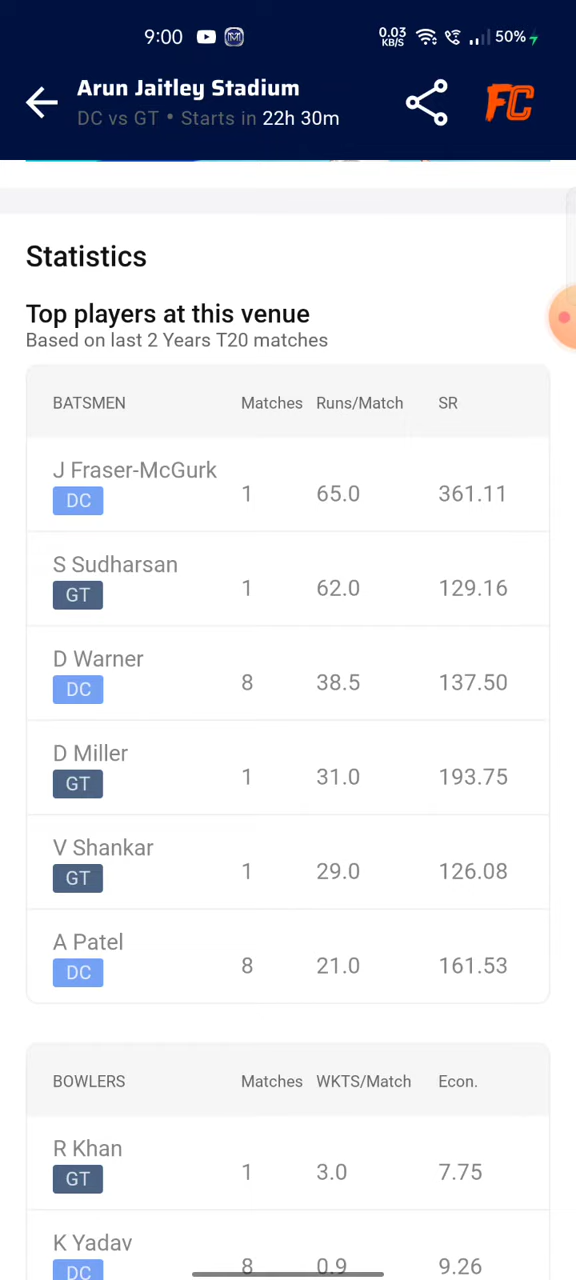 9:00 0.03 KB/S 50%
Arun Jaitley Stadium
DC vs GT • Starts in 22h 30m
FC
Statistics
Top players at this venue
Based on last 2 Years T20 matches
BATSMEN Matches Runs/Match SR
J Fraser-McGurk
DC 1 65.0 361.11
S Sudharsan
GT 1 62.0 129.16
D Warner
DC 8 38.5 137.50
D Miller
GT 1 31.0 193.75
V Shankar
GT 1 29.0 126.08
A Patel
DC 8 21.0 161.53
BOWLERS Matches WKTS/Match Econ.
R Khan
GT 1 3.0 7.75
K Yadav
DC 8 0.9 9.26